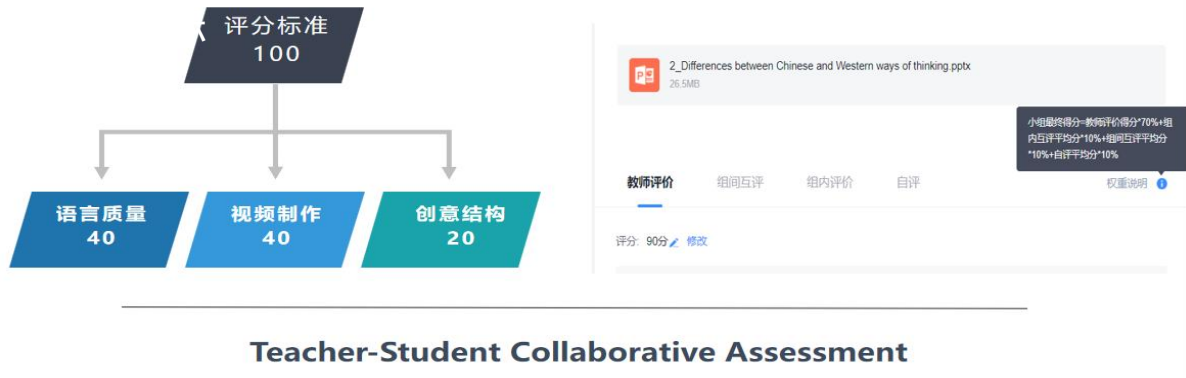 评分标准
100
语言质量
40
视频制作
40
创意结构
20
2_Differences between Chinese and Western ways of thinking.pptx
26.5MB
小组最终得分=教师评价得分*70%+组
内互评平均分*10%+组间互评平均分
*10%+自评平均分*10%
教师评价
组间互评
组内评价
自评
权重说明
评分: 90分 修改
Teacher-Student Collaborative Assessment